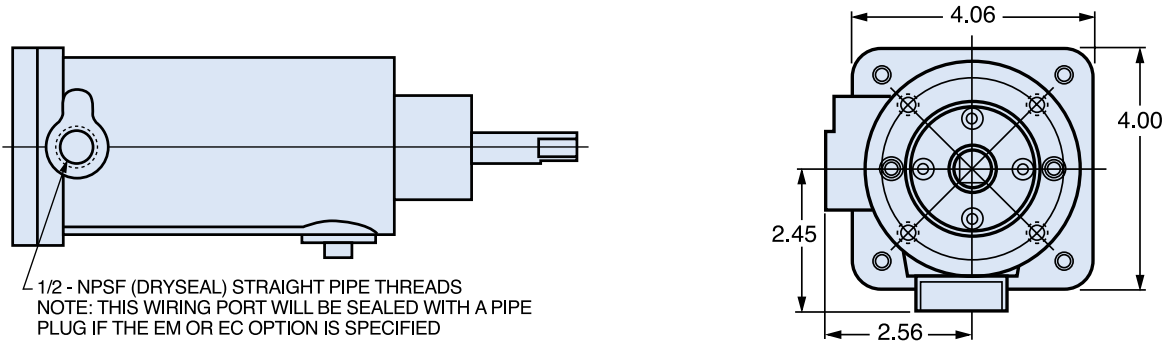 4.06
4.00
2.45
2.56
1/2 - NPSF (DRYSEAL) STRAIGHT PIPE THREADS
NOTE: THIS WIRING PORT WILL BE SEALED WITH A PIPE
PLUG IF THE EM OR EC OPTION IS SPECIFIED